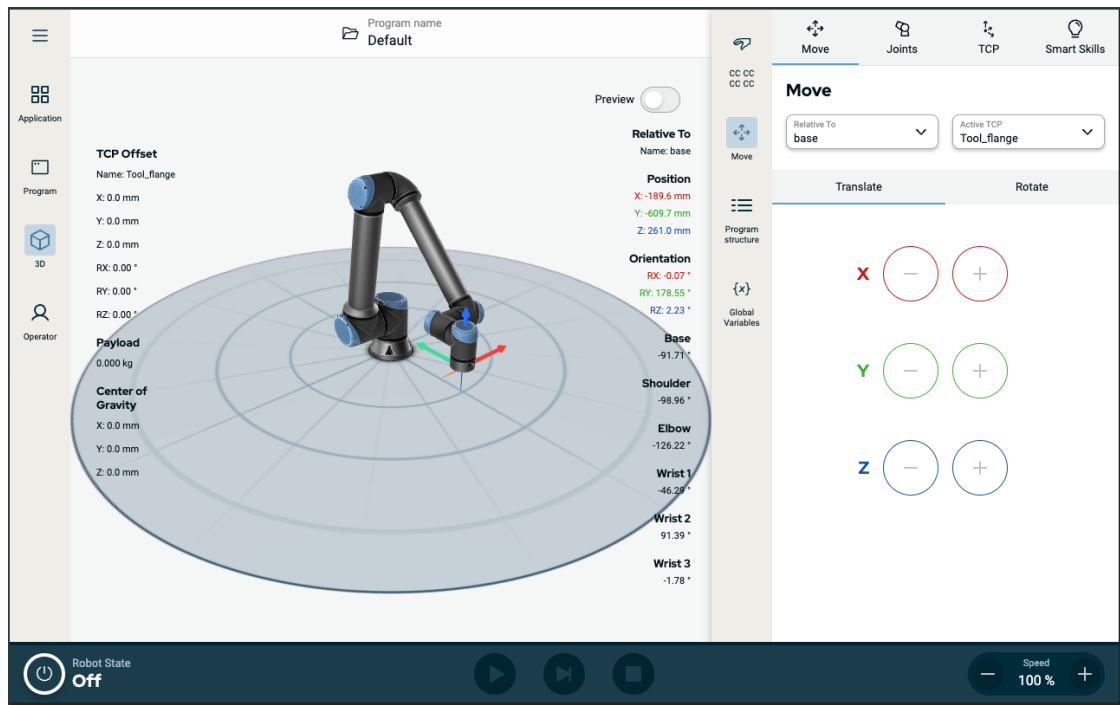 Program name
Default
Application
Program
3D
Operator
Preview
TCP Offset
Name: Tool_flange
X: 0.0 mm
Y: 0.0 mm
Z: 0.0 mm
RX: 0.00 °
RY: 0.00 °
RZ: 0.00 °
Payload
0.000 kg
Center of
Gravity
X: 0.0 mm
Y: 0.0 mm
Z: 0.0 mm
Relative To
Name: base
Position
X: -189.6 mm
Y: -609.7 mm
Z: 261.0 mm
Orientation
RX: -0.07 °
RY: 178.55 °
RZ: 2.23 °
Base
-91.71 °
Shoulder
-98.96 °
Elbow
-126.22 °
Wrist 1
-46.29 °
Wrist 2
91.39 °
Wrist 3
-1.78 °
CC CC
CC CC
Move
Program
structure
{x}
Global
Variables
Move
Joints
TCP
Smart Skills
Move
Relative To
base
Active TCP
Tool_flange
Translate
Rotate
X − +
Y − +
Z − +
Robot State
Off
Speed
− 100 % +